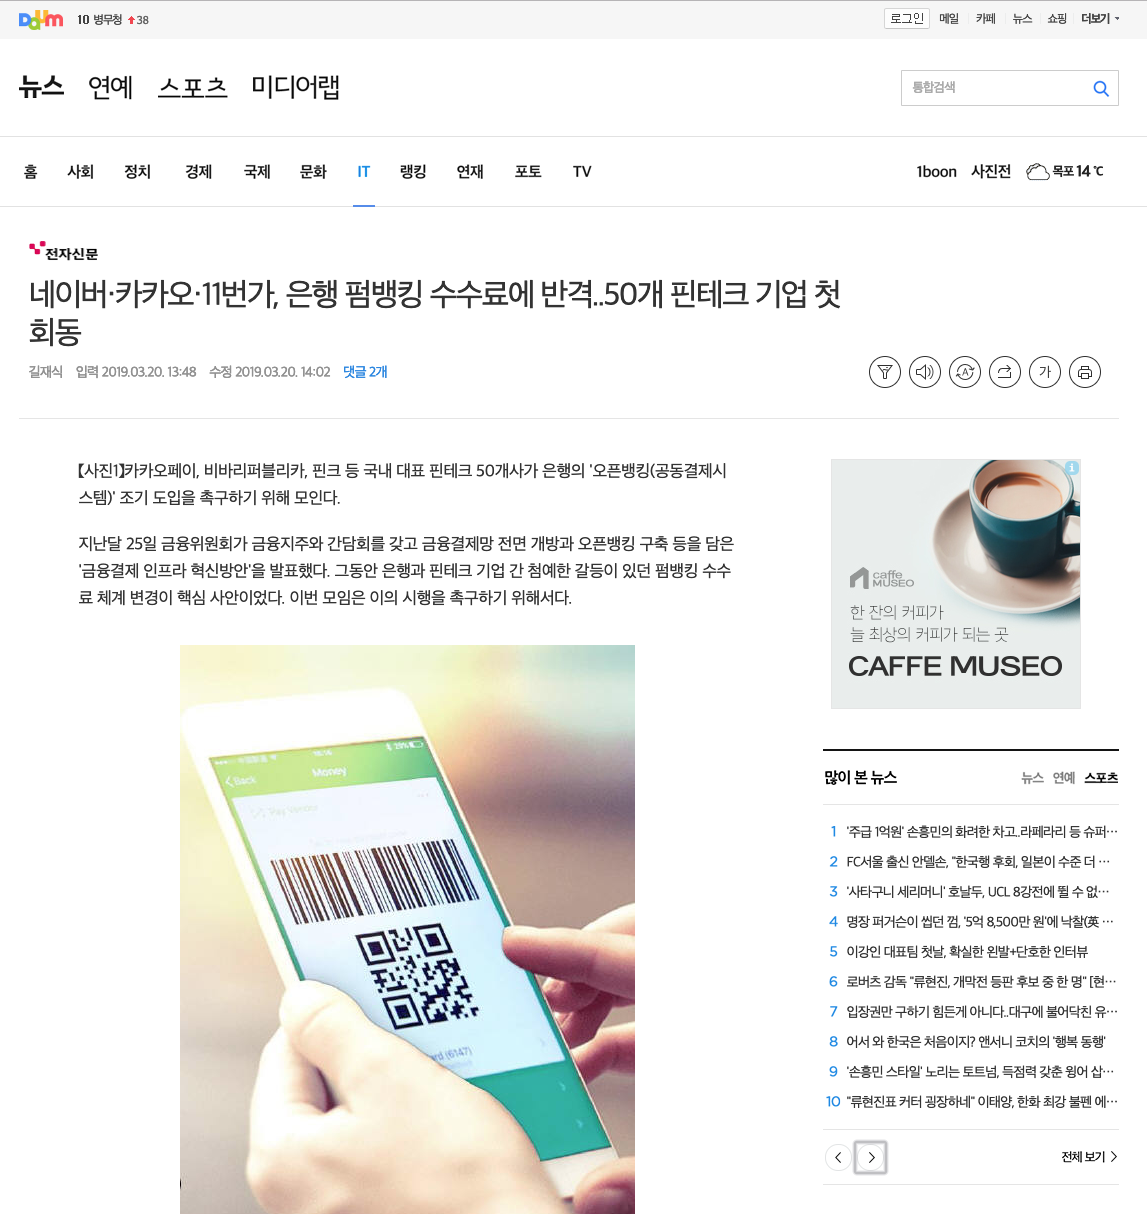 Daum 10 병무청 38 로그인 메일 카페 뉴스 쇼핑 더보기
뉴스 연예 스포츠 미디어랩 통합검색
홈 사회 정치 경제 국제 문화 IT 랭킹 연재 포토 TV 1boon 사진전 목포 14 ℃
전자신문
네이버·카카오·11번가, 은행 펌뱅킹 수수료에 반격..50개 핀테크 기업 첫
회동
길재식 입력 2019.03.20. 13:48 수정 2019.03.20. 14:02 댓글 2개
가
【사진1】카카오페이, 비바리퍼블리카, 핀크 등 국내 대표 핀테크 50개사가 은행의 '오픈뱅킹(공동결제시
스템)' 조기 도입을 촉구하기 위해 모인다.
지난달 25일 금융위원회가 금융지주와 간담회를 갖고 금융결제망 전면 개방과 오픈뱅킹 구축 등을 담은
'금융결제 인프라 혁신방안'을 발표했다. 그동안 은행과 핀테크 기업 간 첨예한 갈등이 있던 펌뱅킹 수수
료 체계 변경이 핵심 사안이었다. 이번 모임은 이의 시행을 촉구하기 위해서다.
Back Money
Pay Vendor
card (6147)
caffe
MUSEO
한 잔의 커피가
늘 최상의 커피가 되는 곳
CAFFE MUSEO
많이 본 뉴스 뉴스 연예 스포츠
1 '주급 1억원' 손흥민의 화려한 차고..라페라리 등 슈퍼…
2 FC서울 출신 안델손, "한국행 후회, 일본이 수준 더 …
3 '사타구니 세리머니' 호날두, UCL 8강전에 뛸 수 없…
4 명장 퍼거슨이 씹던 껌, '5억 8,500만 원'에 낙찰(英 …
5 이강인 대표팀 첫날, 확실한 왼발+단호한 인터뷰
6 로버츠 감독 "류현진, 개막전 등판 후보 중 한 명" [현…
7 입장권만 구하기 힘든게 아니다..대구에 불어닥친 유…
8 어서 와 한국은 처음이지? 앤서니 코치의 '행복 동행'
9 '손흥민 스타일' 노리는 토트넘, 득점력 갖춘 윙어 삽…
10 "류현진표 커터 굉장하네" 이태양, 한화 최강 불펜 에…
전체 보기